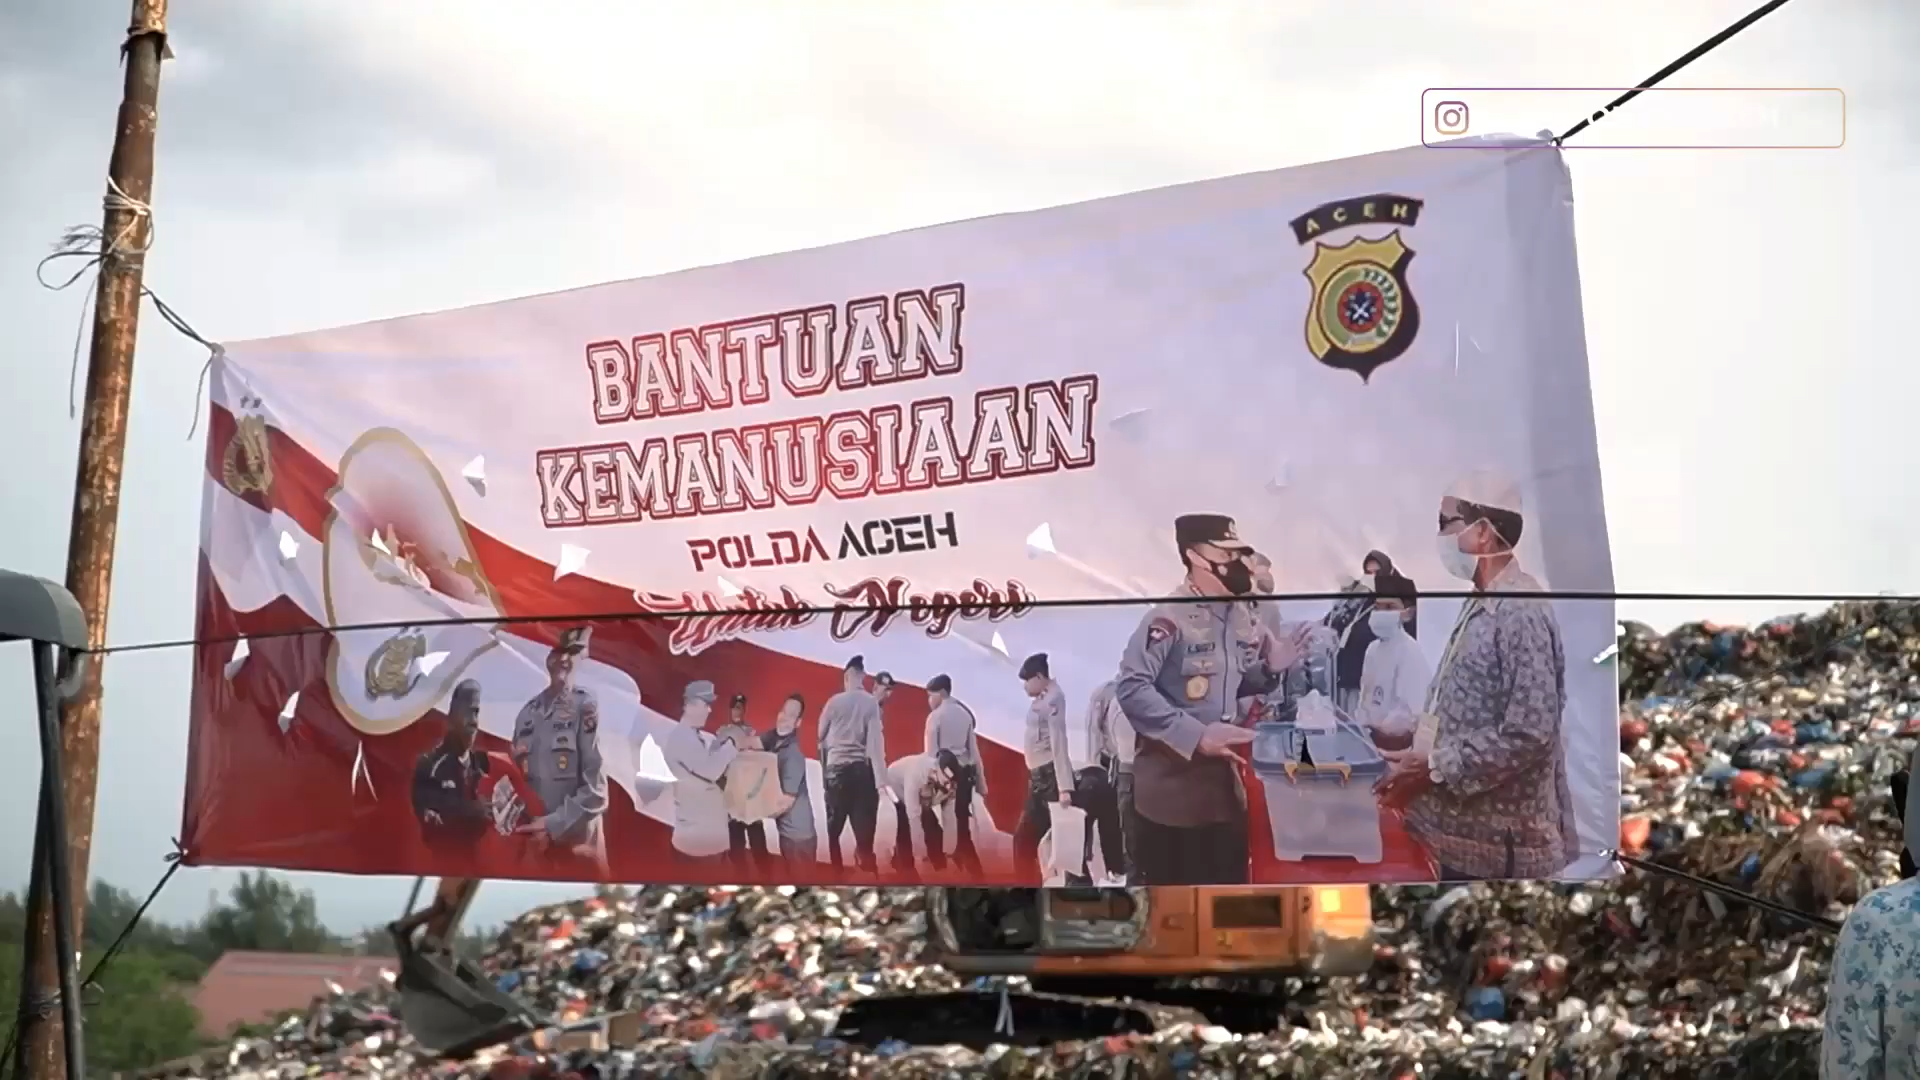 ACEH
BANTUAN
KEMANUSIAAN
POLDA ACEH
Untuk Negeri